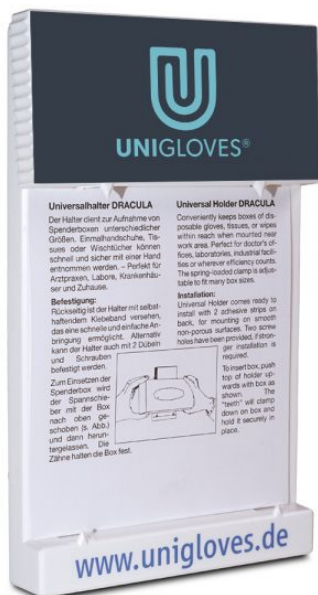 UNIGLOVES®
Universalhalter DRACULA
Der Halter dient zur Aufnahme von
Spenderboxen unterschiedlicher
Größen. Einmalhandschuhe, Tis-
sues oder Wischtücher können
schnell und sicher mit einer Hand
entnommen werden. – Perfekt für
Arztpraxen, Labore, Krankenhäu-
ser und Zuhause.
Befestigung:
Rückseitig ist der Halter mit selbst-
haftendem Klebeband versehen,
das eine schnelle und einfache An-
bringung ermöglicht. Alternativ
kann der Halter auch mit 2 Dübeln
und Schrauben
befestigt werden.
Zum Einsetzen der
Spenderbox wird
der Spannschie-
ber mit der Box
nach oben ge-
schoben (s. Abb.)
und dann herun-
tergelassen. Die
Zähne halten die Box fest.
Universal Holder DRACULA
Conveniently keeps boxes of dis-
posable gloves, tissues, or wipes
within reach when mounted near
work area. Perfect for doctor's of-
fices, laboratories, industrial facili-
ties or wherever efficiency counts.
The spring-loaded clamp is adjus-
table to fit many box sizes.
Installation:
Universal Holder comes ready to
install with 2 adhesive strips on
back, for mounting on smooth
non-porous surfaces. Two screw
holes have been provided, if stron-
ger installation is
required.
To insert box, push
top of holder up-
wards with box as
shown. The
"teeth" will clamp
down on box and
hold it securely in
place.
www.unigloves.de